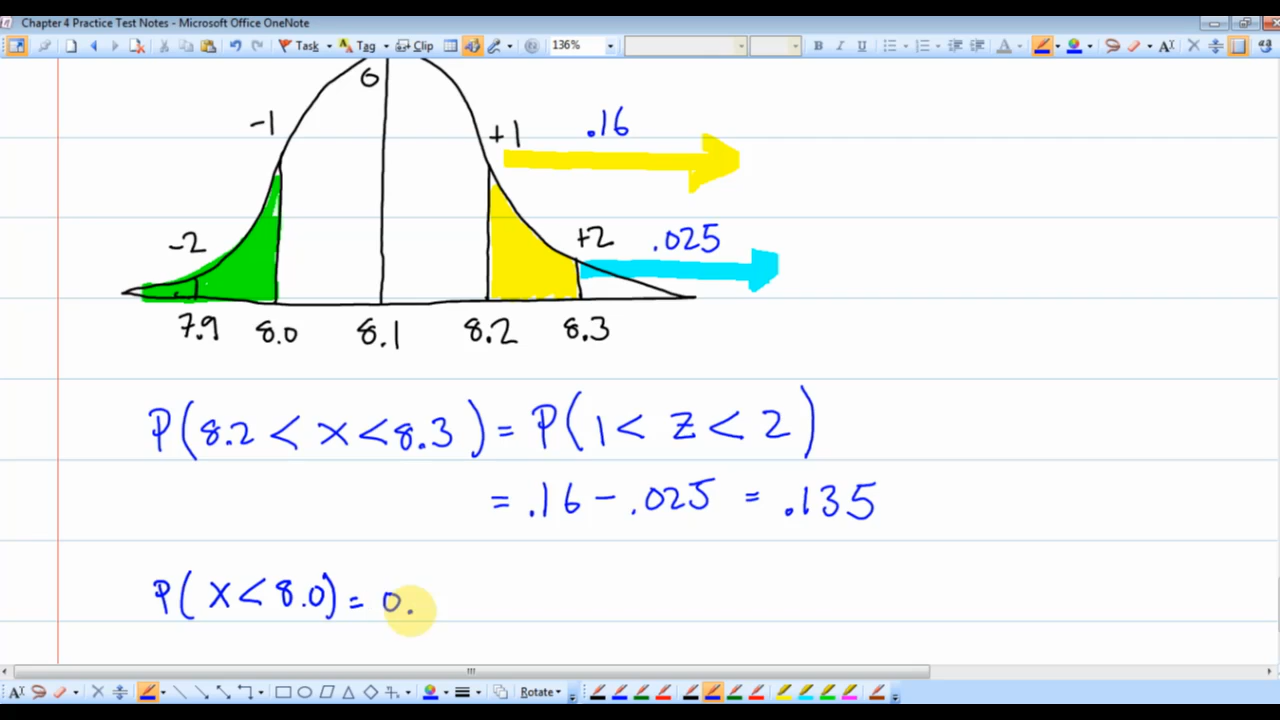 Chapter 4 Practice Test Notes - Microsoft Office OneNote
Task Tag Clip 136% B I U A
0
-1 +1 .16
-2 +2 .025
7.9 8.0 8.1 8.2 8.3
P(8.2 < x < 8.3) = P(1 < Z < 2)
= .16 - .025 = .135
P(x < 8.0) = 0.
Rotate